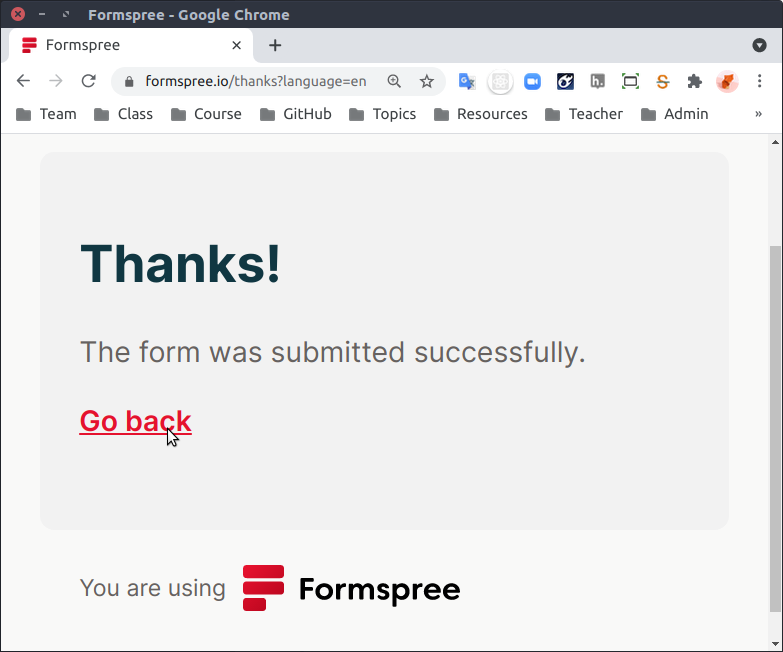 Formspree - Google Chrome
Formspree
formspree.io/thanks?language=en
Team Class Course GitHub Topics Resources Teacher Admin »
Thanks!
The form was submitted successfully.
Go back
You are using Formspree